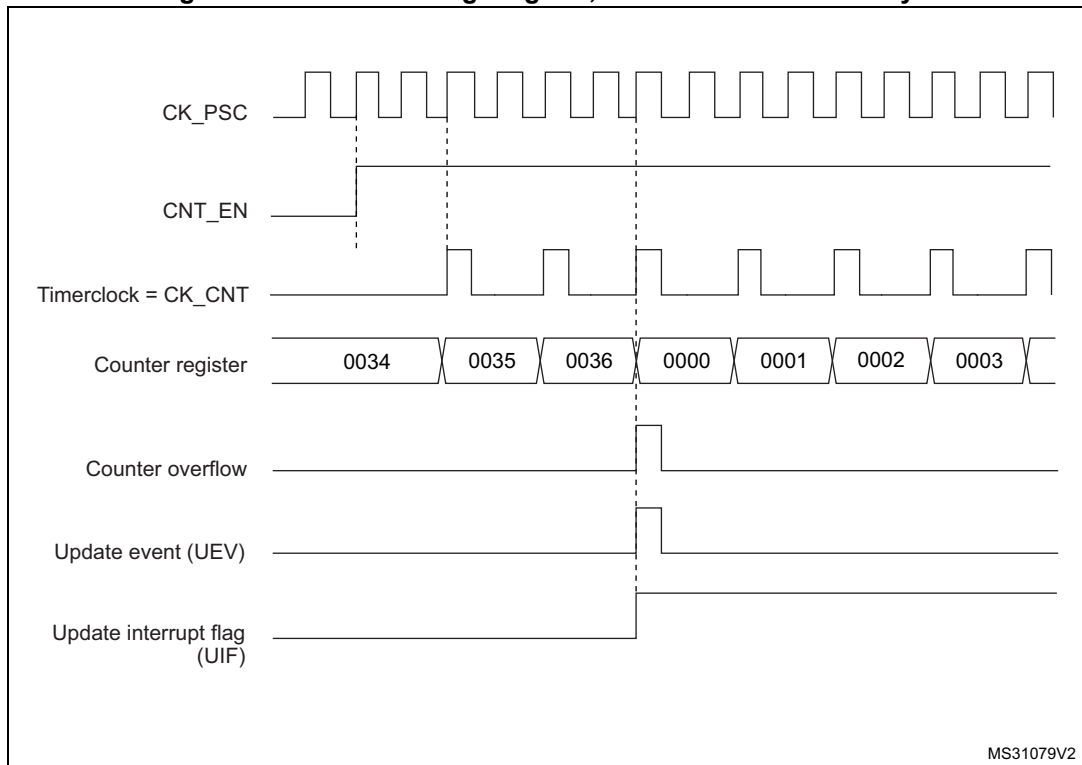 CK_PSC
CNT_EN
Timerclock = CK_CNT
Counter register
0034 0035 0036 0000 0001 0002 0003
Counter overflow
Update event (UEV)
Update interrupt flag
(UIF)
MS31079V2